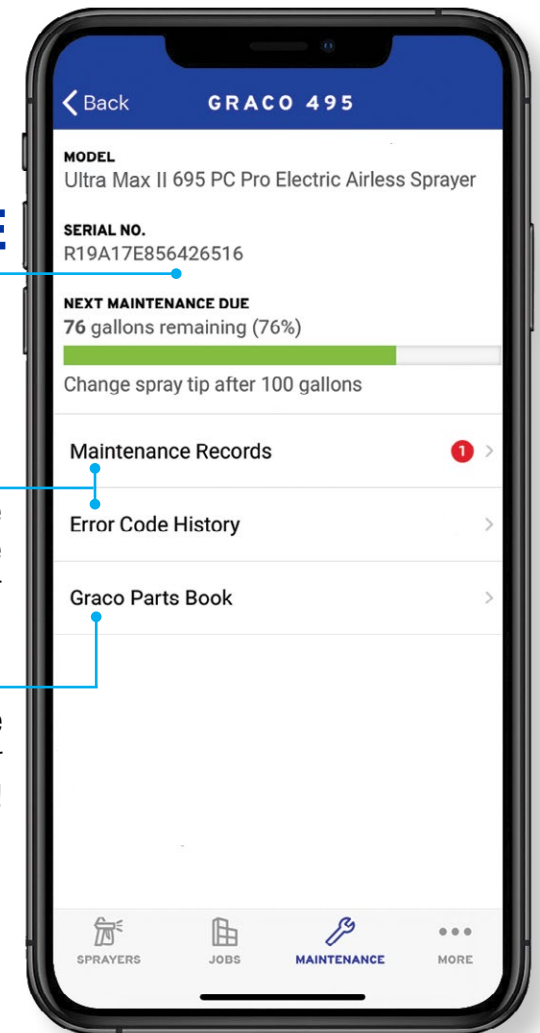 Back GRACO 495
MODEL
Ultra Max II 695 PC Pro Electric Airless Sprayer
E
SERIAL NO.
R19A17E856426516
NEXT MAINTENANCE DUE
76 gallons remaining (76%)
Change spray tip after 100 gallons
Maintenance Records 1
Error Code History
Graco Parts Book
SPRAYERS JOBS MAINTENANCE MORE